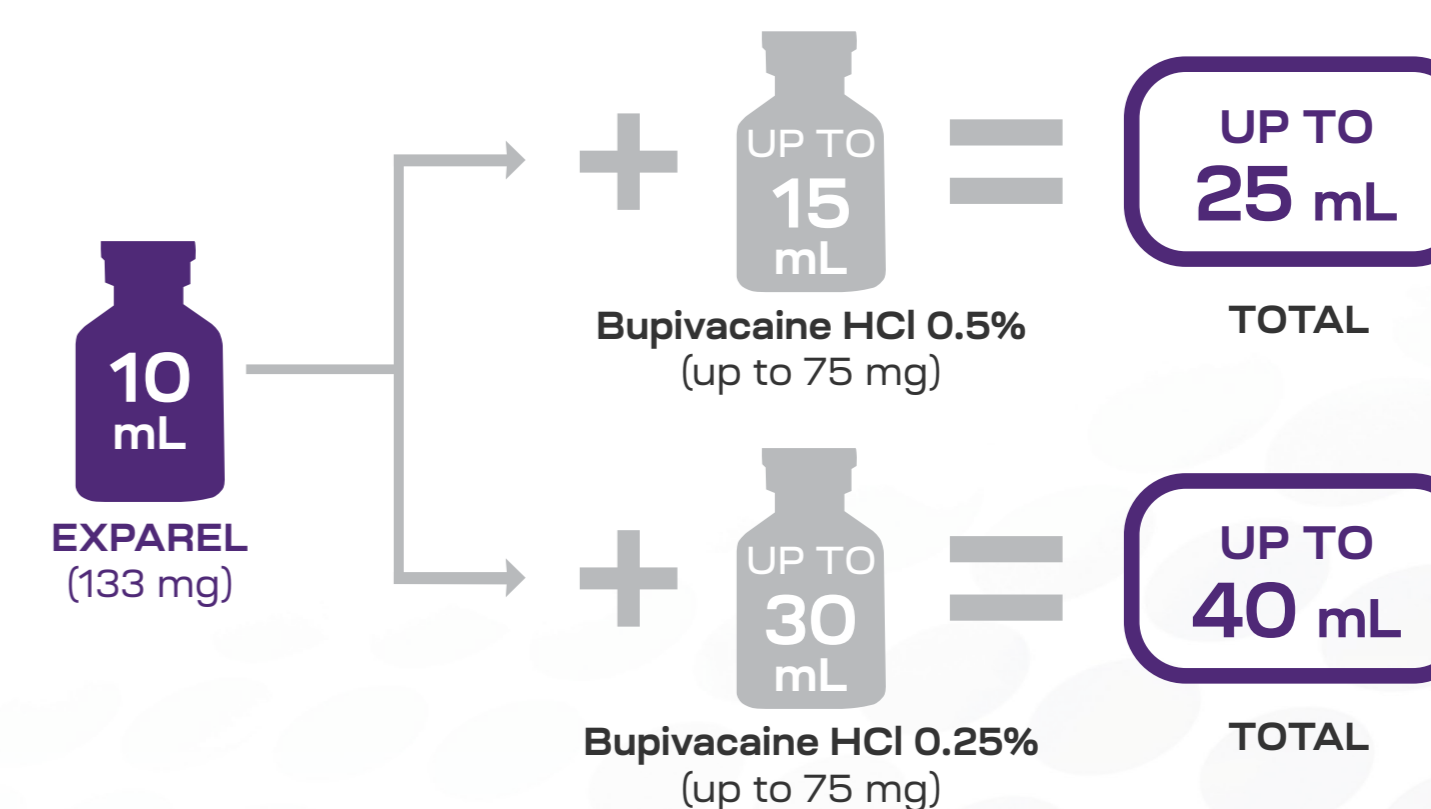 10
mL
EXPAREL
(133 mg)
UP TO
15
mL
Bupivacaine HCl 0.5%
(up to 75 mg)
UP TO
25 mL
TOTAL
UP TO
30
mL
Bupivacaine HCl 0.25%
(up to 75 mg)
UP TO
40 mL
TOTAL